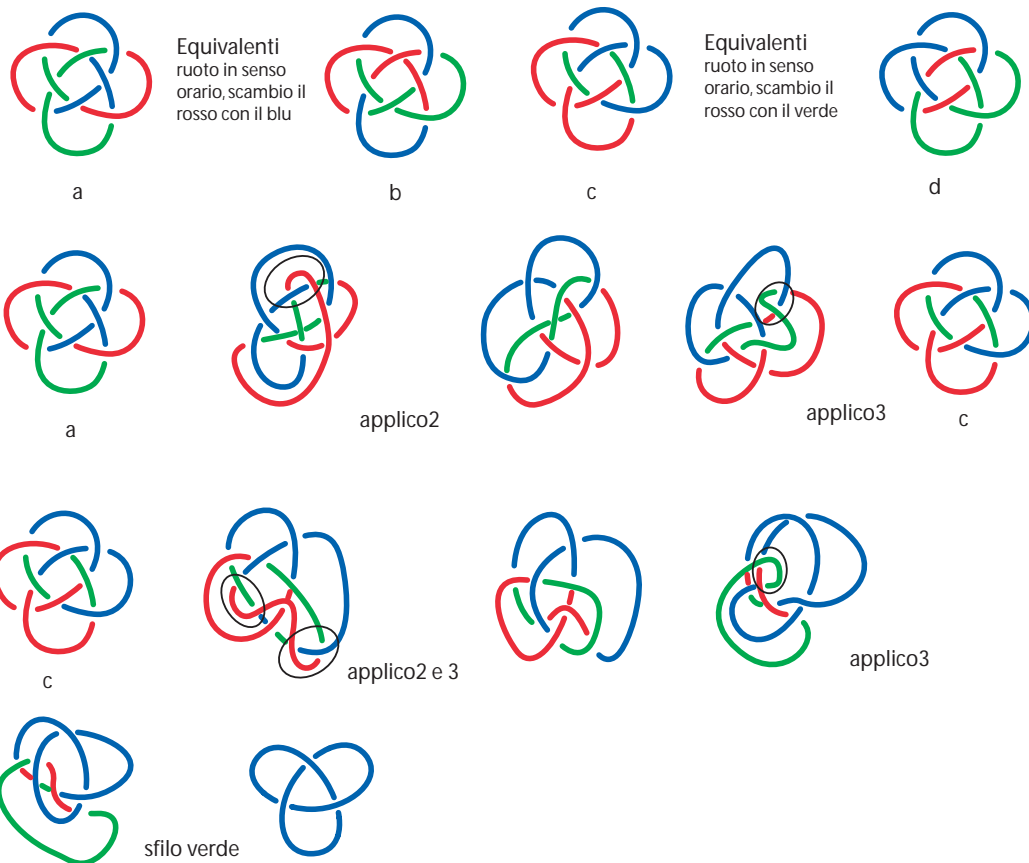 Equivalenti
ruoto in senso
orario, scambio il
rosso con il blu
Equivalenti
ruoto in senso
orario, scambio il
rosso con il verde
a
b
c
d
applico2
applico3
a
c
c
applico2 e 3
applico3
sfilo verde